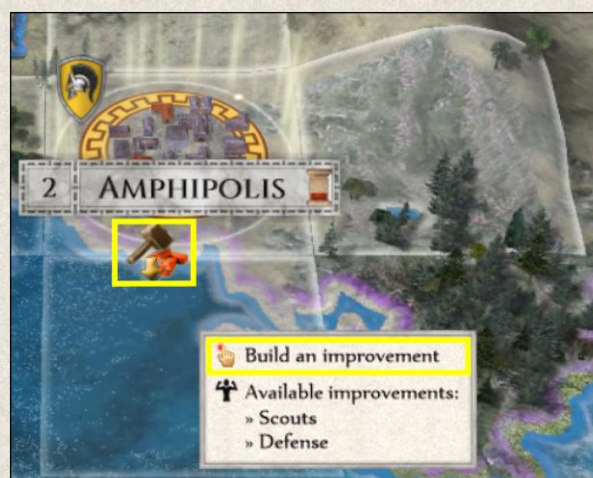 2 AMPHIPOLIS
Build an improvement
Available improvements:
» Scouts
» Defense